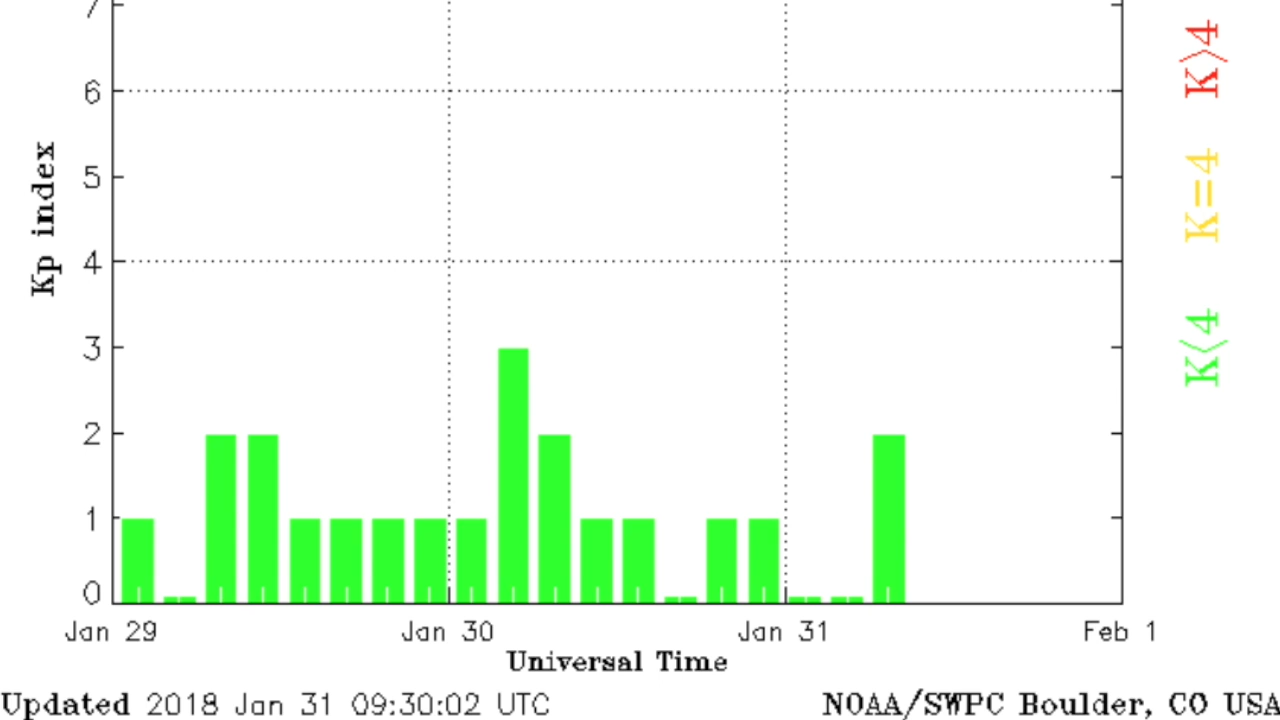 7
6
5
4
3
2
1
0
Kp index
Jan 29 Jan 30 Jan 31 Feb 1
Universal Time
K>4
K=4
K<4
Updated 2018 Jan 31 09:30:02 UTC
NOAA/SWPC Boulder, CO USA